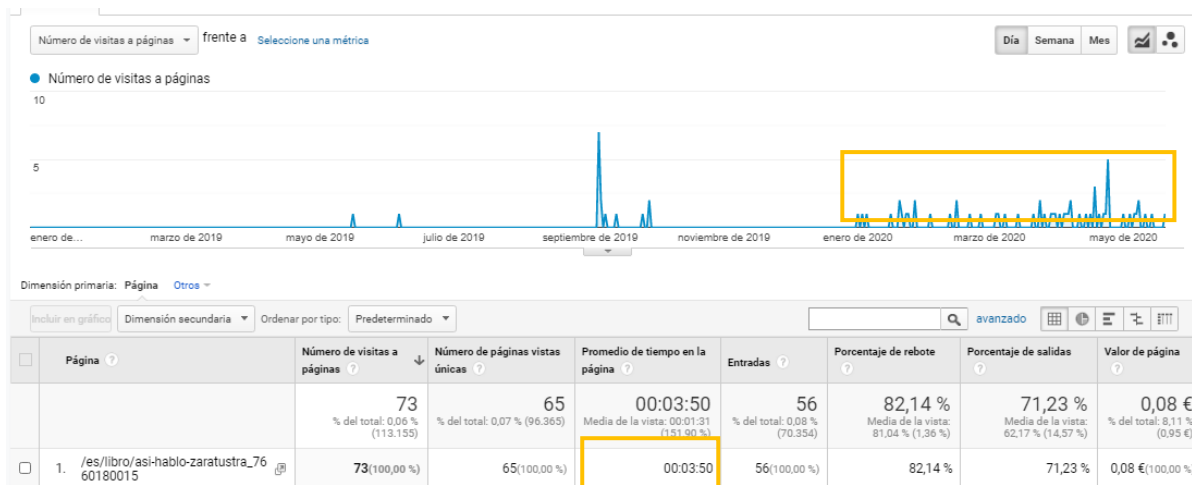 Número de visitas a páginas frente a Seleccione una métrica Día Semana Mes
Número de visitas a páginas
10
5
enero de... marzo de 2019 mayo de 2019 julio de 2019 septiembre de 2019 noviembre de 2019 enero de 2020 marzo de 2020 mayo de 2020
Dimensión primaria: Página Otros
Incluir en gráfico Dimensión secundaria Ordenar por tipo: Predeterminado avanzado
Página ? Número de visitas a páginas ? Número de páginas vistas únicas ? Promedio de tiempo en la página ? Entradas ? Porcentaje de rebote ? Porcentaje de salidas ? Valor de página ?
73 65 00:03:50 56 82,14 % 71,23 % 0,08 €
% del total: 0,06 % (113.155) % del total: 0,07 % (96.365) Media de la vista: 00:01:31 (151,90 %) % del total: 0,08 % (70.354) Media de la vista: 81,04 % (1,36 %) Media de la vista: 62,17 % (14,57 %) % del total: 8,11 % (0,95 €)
1. /es/libro/asi-hablo-zaratustra_7660180015 73(100,00 %) 65(100,00 %) 00:03:50 56(100,00 %) 82,14 % 71,23 % 0,08 €(100,00 %)